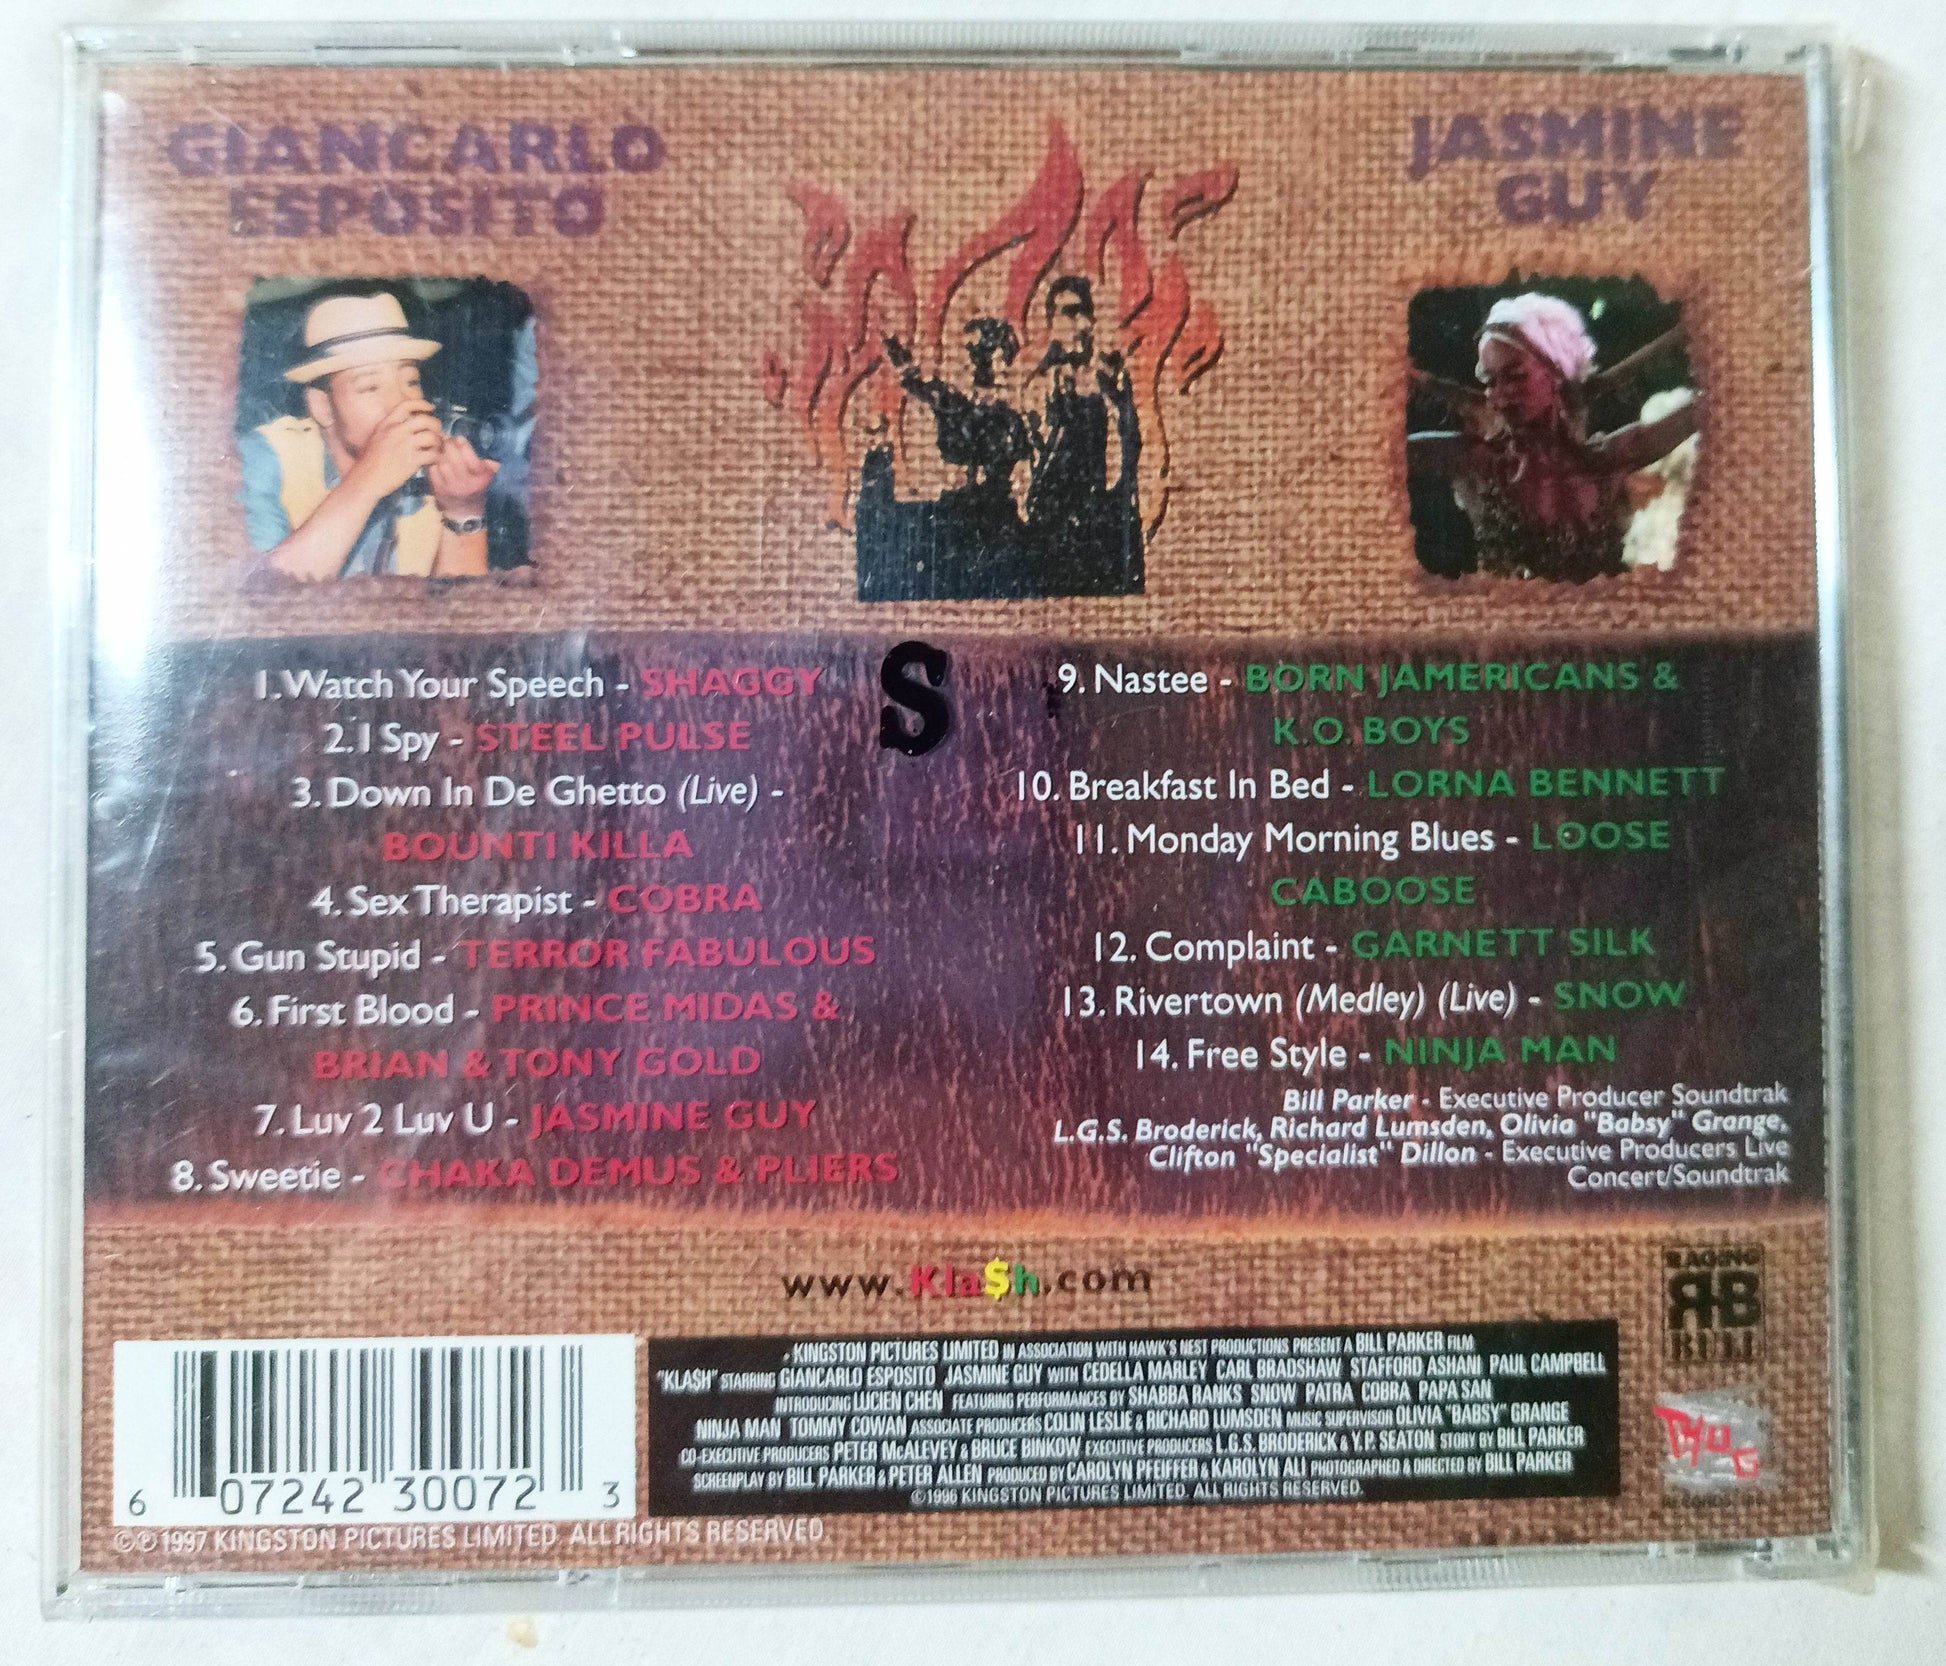 GIANCARLO
ESPOSITO
JASMINE
GUY
1. Watch Your Speech - SHAGGY
2. I Spy - STEEL PULSE
3. Down In De Ghetto (Live) -
BOUNTI KILLA
4. Sex Therapist - COBRA
5. Gun Stupid - TERROR FABULOUS
6. First Blood - PRINCE MIDAS &
BRIAN & TONY GOLD
7. Luv 2 Luv U - JASMINE GUY
8. Sweetie - CHAKA DEMUS & PLIERS
S
9. Nastee - BORN JAMERICANS &
K.O. BOYS
10. Breakfast In Bed - LORNA BENNETT
11. Monday Morning Blues - LOOSE
CABOOSE
12. Complaint - GARNETT SILK
13. Rivertown (Medley) (Live) - SNOW
14. Free Style - NINJA MAN
Bill Parker - Executive Producer Soundtrak
L.G.S. Broderick, Richard Lumsden, Olivia "Babsy" Grange,
Clifton "Specialist" Dillon - Executive Producers Live
Concert/Soundtrak
www.Kla$h.com
RAGING
RB
BULL
KINGSTON PICTURES LIMITED IN ASSOCIATION WITH HAWK'S NEST PRODUCTIONS PRESENT A BILL PARKER FILM
"KLA$H" STARRING GIANCARLO ESPOSITO JASMINE GUY WITH CEDELLA MARLEY CARL BRADSHAW STAFFORD ASHANI PAUL CAMPBELL
INTRODUCING LUCIEN CHEN FEATURING PERFORMANCES BY SHABBA RANKS SNOW PATRA COBRA PAPA SAN
NINJA MAN TOMMY COWAN ASSOCIATE PRODUCERS COLIN LESLIE & RICHARD LUMSDEN MUSIC SUPERVISOR OLIVIA "BABSY" GRANGE
CO-EXECUTIVE PRODUCERS PETER McALEVEY & BRUCE BINKOW EXECUTIVE PRODUCERS L.G.S. BRODERICK & Y.P. SEATON STORY BY BILL PARKER
SCREENPLAY BY BILL PARKER & PETER ALLEN PRODUCED BY CAROLYN PFEIFFER & KAROLYN ALI PHOTOGRAPHED & DIRECTED BY BILL PARKER
©1996 KINGSTON PICTURES LIMITED. ALL RIGHTS RESERVED.
THUG
6 07242 30072 3
©℗ 1997 KINGSTON PICTURES LIMITED. ALL RIGHTS RESERVED.